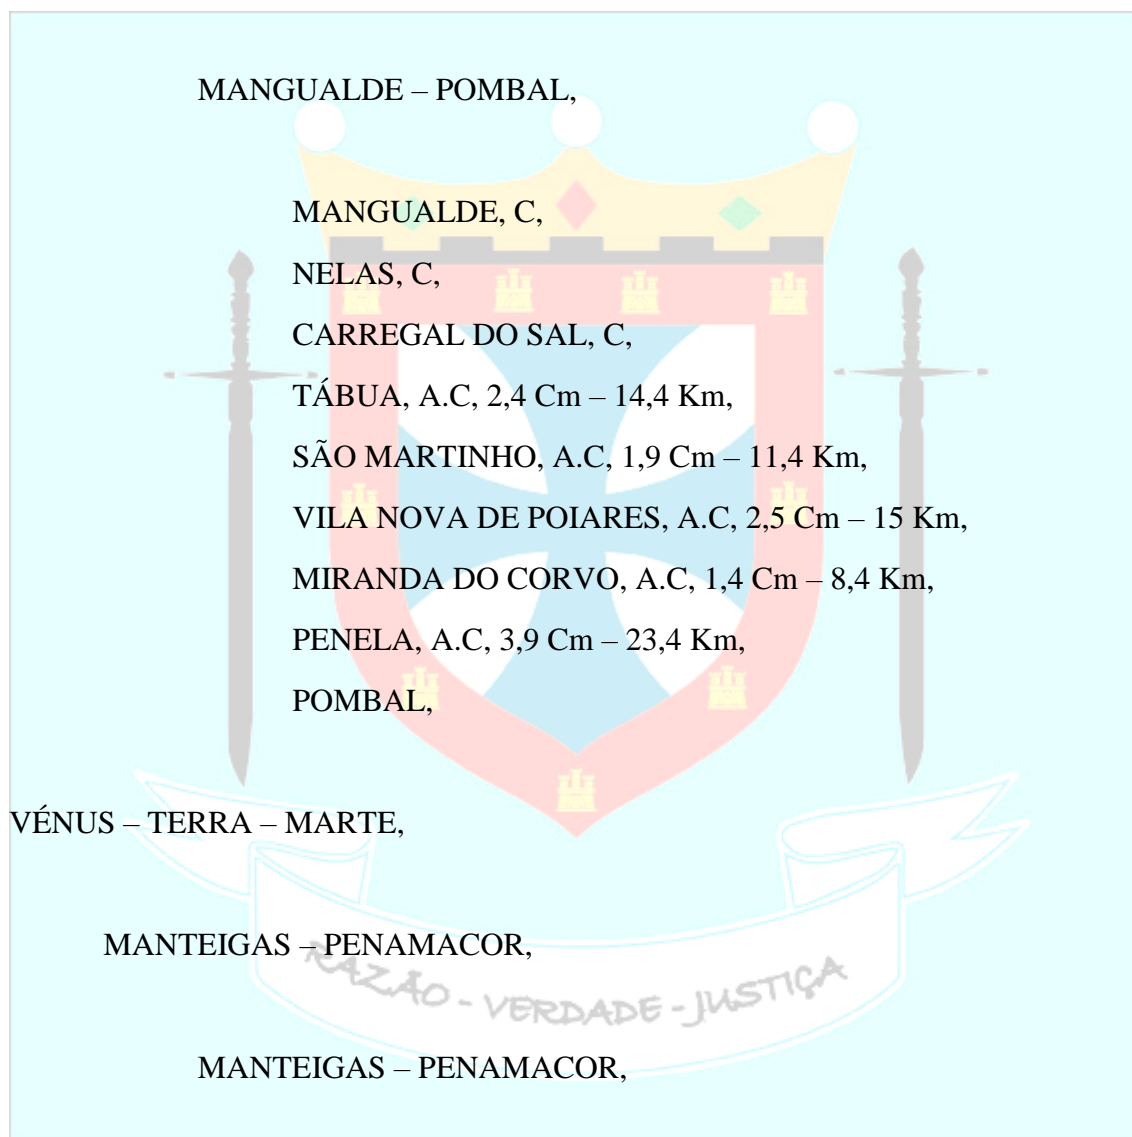 MANGUALDE – POMBAL,
MANGUALDE, C,
NELAS, C,
CARREGAL DO SAL, C,
TÁBUA, A.C, 2,4 Cm – 14,4 Km,
SÃO MARTINHO, A.C, 1,9 Cm – 11,4 Km,
VILA NOVA DE POIARES, A.C, 2,5 Cm – 15 Km,
MIRANDA DO CORVO, A.C, 1,4 Cm – 8,4 Km,
PENELA, A.C, 3,9 Cm – 23,4 Km,
POMBAL,
VÉNUS – TERRA – MARTE,
MANTEIGAS – PENAMACOR,
RAZÃO - VERDADE - JUSTIÇA
MANTEIGAS – PENAMACOR,